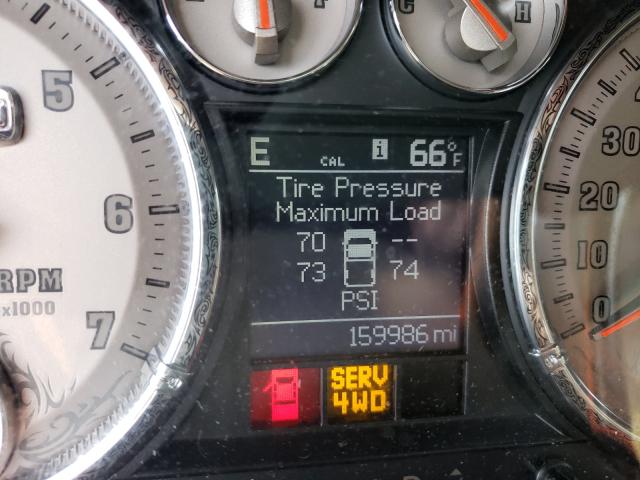 F
C
H
5
E
CAL
i
66°F
Tire Pressure
Maximum Load
70 --
73 74
PSI
159986 mi
6
RPM
x1000
7
30
20
10
0
SERV
4WD